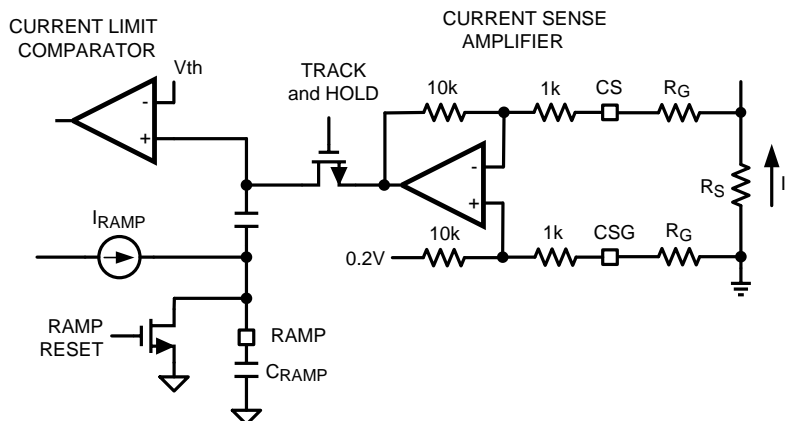 CURRENT LIMIT
COMPARATOR
CURRENT SENSE
AMPLIFIER
Vth
TRACK
and HOLD
10k
1k
CS
RG
-
+
-
+
RS
I
IRAMP
10k
1k
CSG
RG
0.2V
RAMP
RESET
RAMP
CRAMP